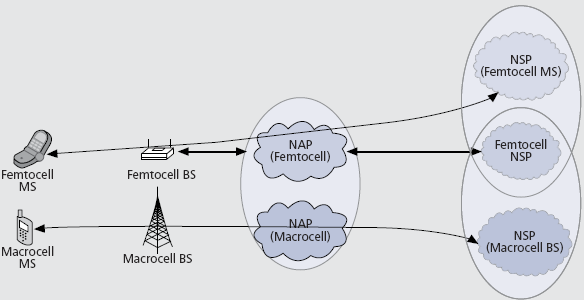 NSP
(Femtocell MS)
NAP
(Femtocell)
Femtocell
NSP
Femtocell
MS
Femtocell BS
NAP
(Macrocell)
NSP
(Macrocell BS)
Macrocell
MS
Macrocell BS